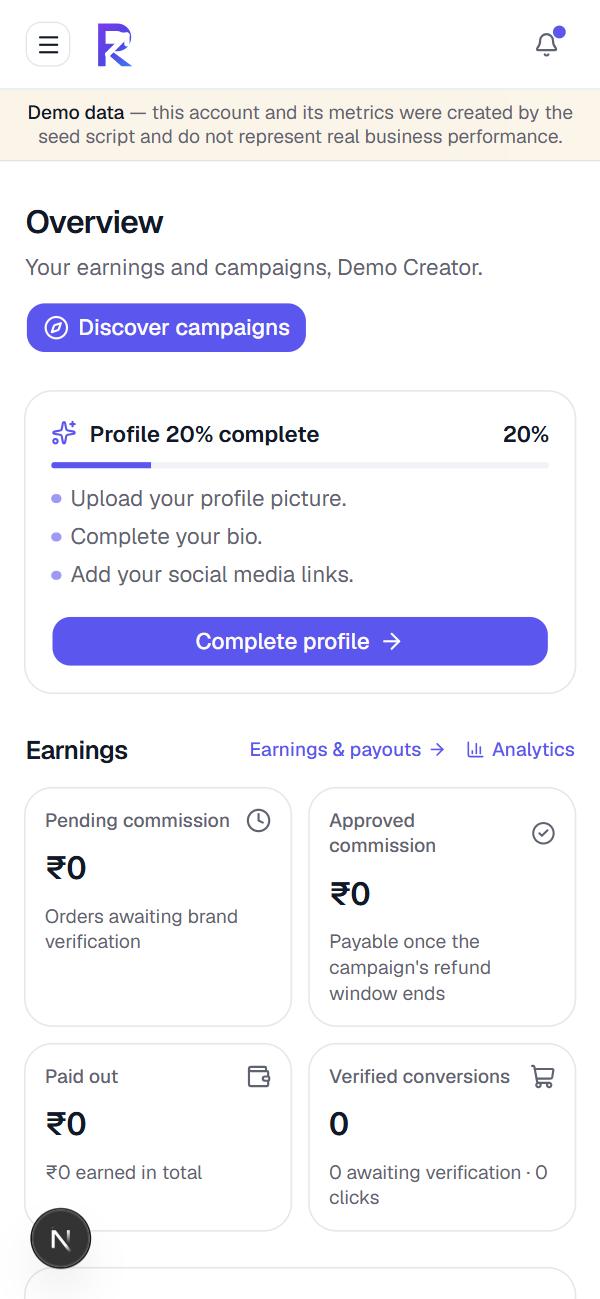 Demo data — this account and its metrics were created by the
seed script and do not represent real business performance.
Overview
Your earnings and campaigns, Demo Creator.
Discover campaigns
Profile 20% complete 20%
Upload your profile picture.
Complete your bio.
Add your social media links.
Complete profile →
Earnings
Earnings & payouts →
Analytics
Pending commission
₹0
Orders awaiting brand
verification
Approved
commission
₹0
Payable once the
campaign's refund
window ends
Paid out
₹0
₹0 earned in total
Verified conversions
0
0 awaiting verification · 0
clicks
N